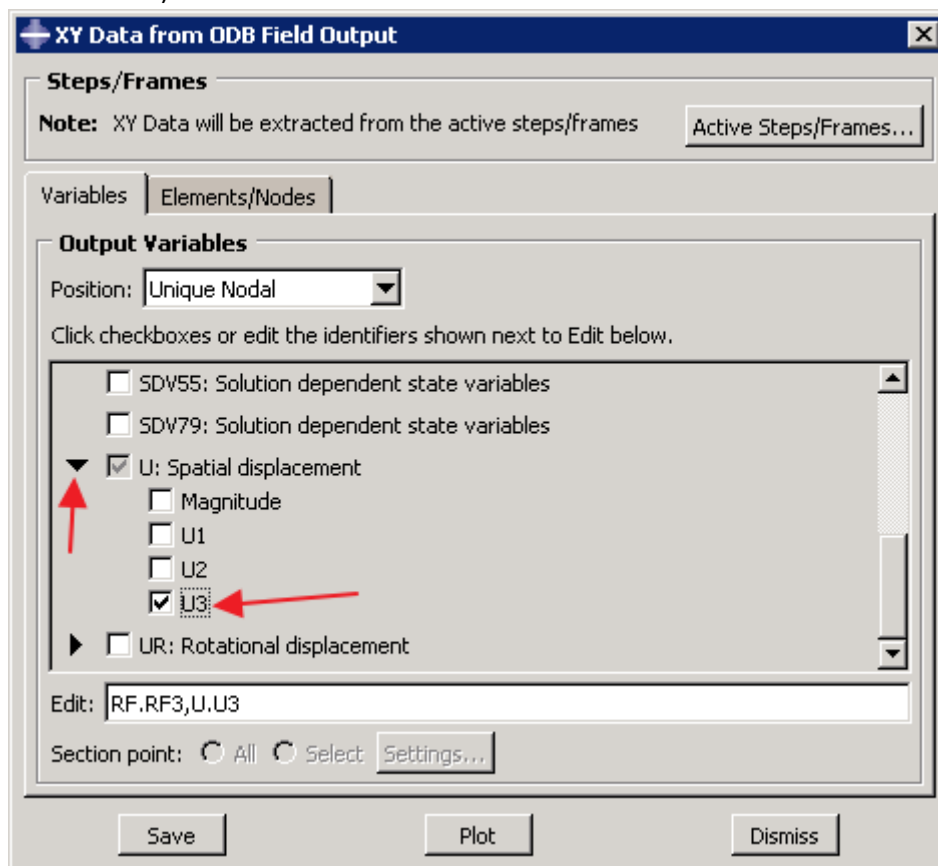 XY Data from ODB Field Output
Steps/Frames
Note: XY Data will be extracted from the active steps/frames Active Steps/Frames...
Variables Elements/Nodes
Output Variables
Position: Unique Nodal
Click checkboxes or edit the identifiers shown next to Edit below.
SDV55: Solution dependent state variables
SDV79: Solution dependent state variables
U: Spatial displacement
Magnitude
U1
U2
U3
UR: Rotational displacement
Edit: RF.RF3,U.U3
Section point: All Select Settings...
Save Plot Dismiss